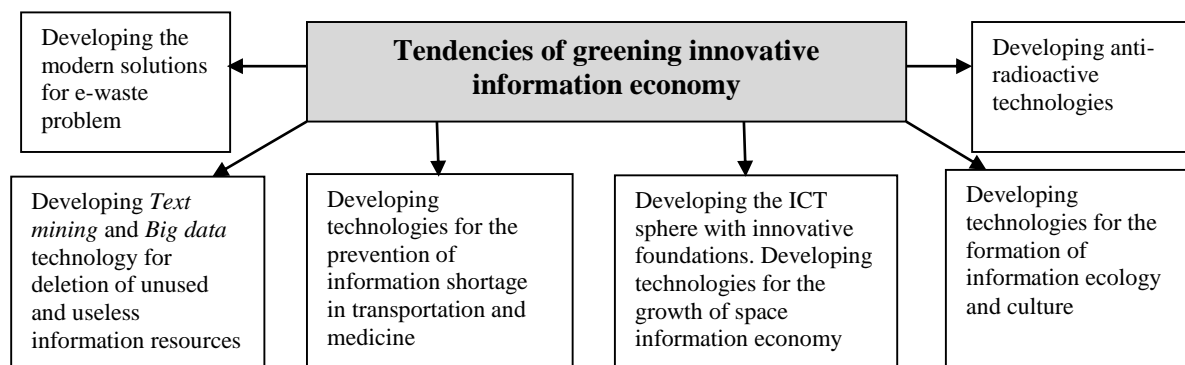 Developing the
modern solutions
for e-waste
problem
Tendencies of greening innovative
information economy
Developing anti-
radioactive
technologies
Developing Text
mining and Big data
technology for
deletion of unused
and useless
information resources
Developing
technologies for the
prevention of
information shortage
in transportation and
medicine
Developing the ICT
sphere with innovative
foundations. Developing
technologies for the
growth of space
information economy
Developing
technologies for the
formation of
information ecology
and culture